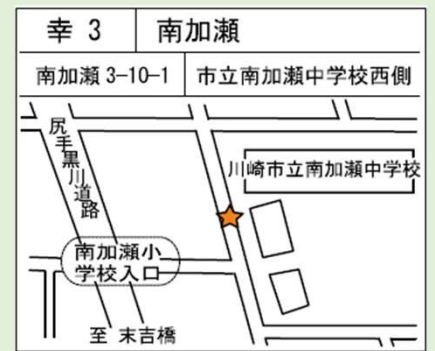 幸 3
南加瀬
南加瀬 3-10-1
市立南加瀬中学校西側
尻手黒川道路
川崎市立南加瀬中学校
南加瀬小
学校入口
至 末吉橋